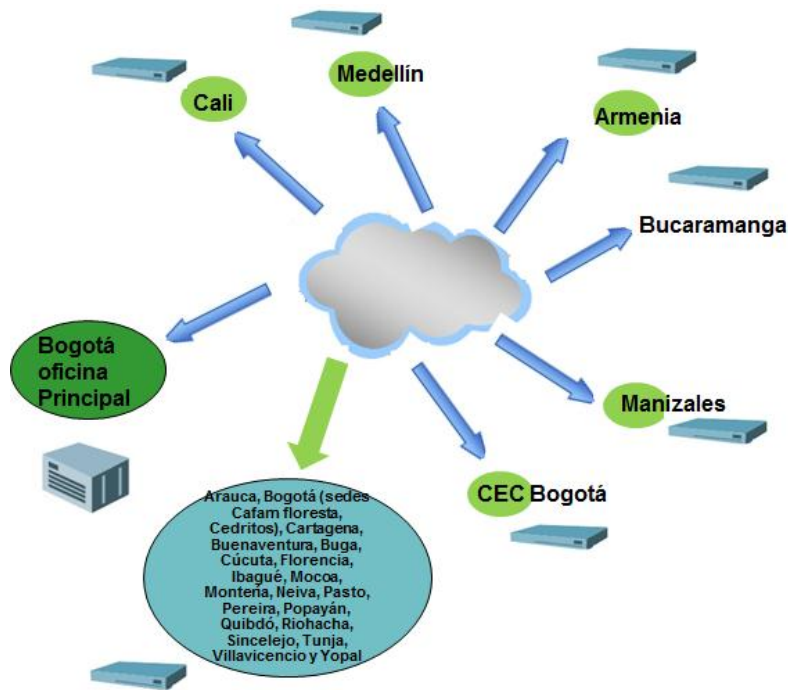 Medellín
Cali
Armenia
Bucaramanga
Bogotá
oficina
Principal
Manizales
CEC Bogotá
Arauca, Bogotá (sedes
Cafam floresta,
Cedritos), Cartagena,
Buenaventura, Buga,
Cúcuta, Florencia,
Ibagué, Mocoa,
Montería, Neiva, Pasto,
Pereira, Popayán,
Quibdó, Riohacha,
Sincelejo, Tunja,
Villavicencio y Yopal